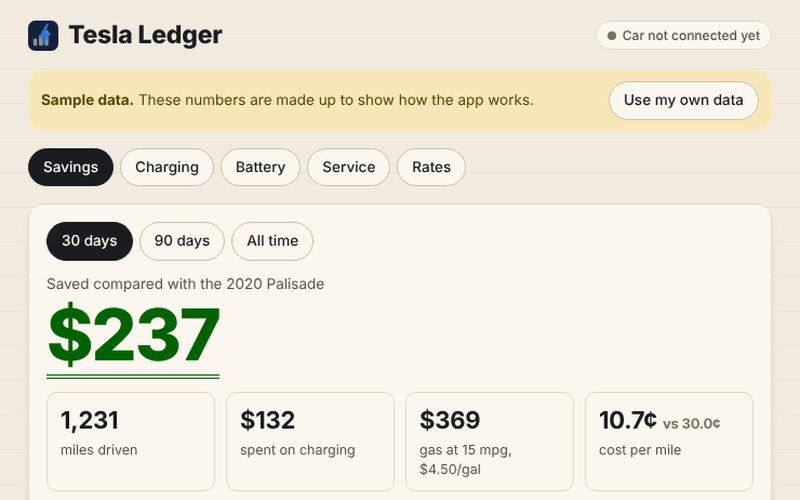 Tesla Ledger
Car not connected yet
Sample data. These numbers are made up to show how the app works.
Use my own data
Savings
Charging
Battery
Service
Rates
30 days
90 days
All time
Saved compared with the 2020 Palisade
$237
1,231
miles driven
$132
spent on charging
$369
gas at 15 mpg,
$4.50/gal
10.7¢ vs 30.0¢
cost per mile